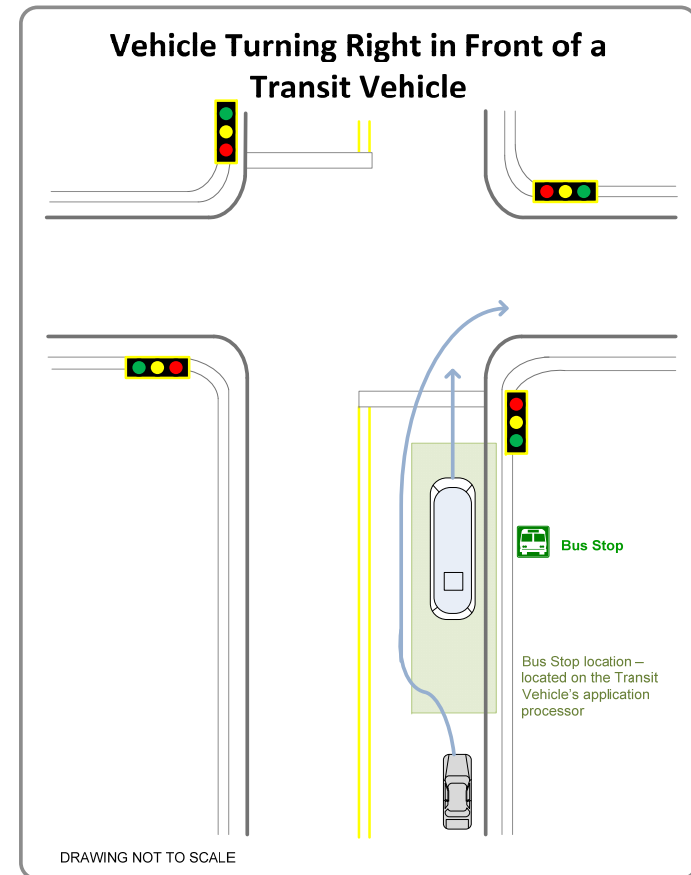 Vehicle Turning Right in Front of a
Transit Vehicle
Bus Stop
Bus Stop location –
located on the Transit
Vehicle's application
processor
DRAWING NOT TO SCALE